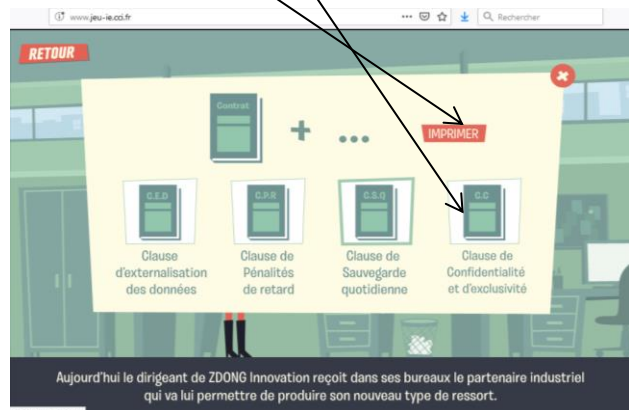 www.jeu-ie.cci.fr
Rechercher
RETOUR
Contrat
+ ...
IMPRIMER
C.E.D
C.P.R
C.S.Q
C.C
Clause
d'externalisation
des données
Clause de
Pénalités
de retard
Clause de
Sauvegarde
quotidienne
Clause de
Confidentialité
et d'exclusivité
Aujourd'hui le dirigeant de ZDONG Innovation reçoit dans ses bureaux le partenaire industriel
qui va lui permettre de produire son nouveau type de ressort.